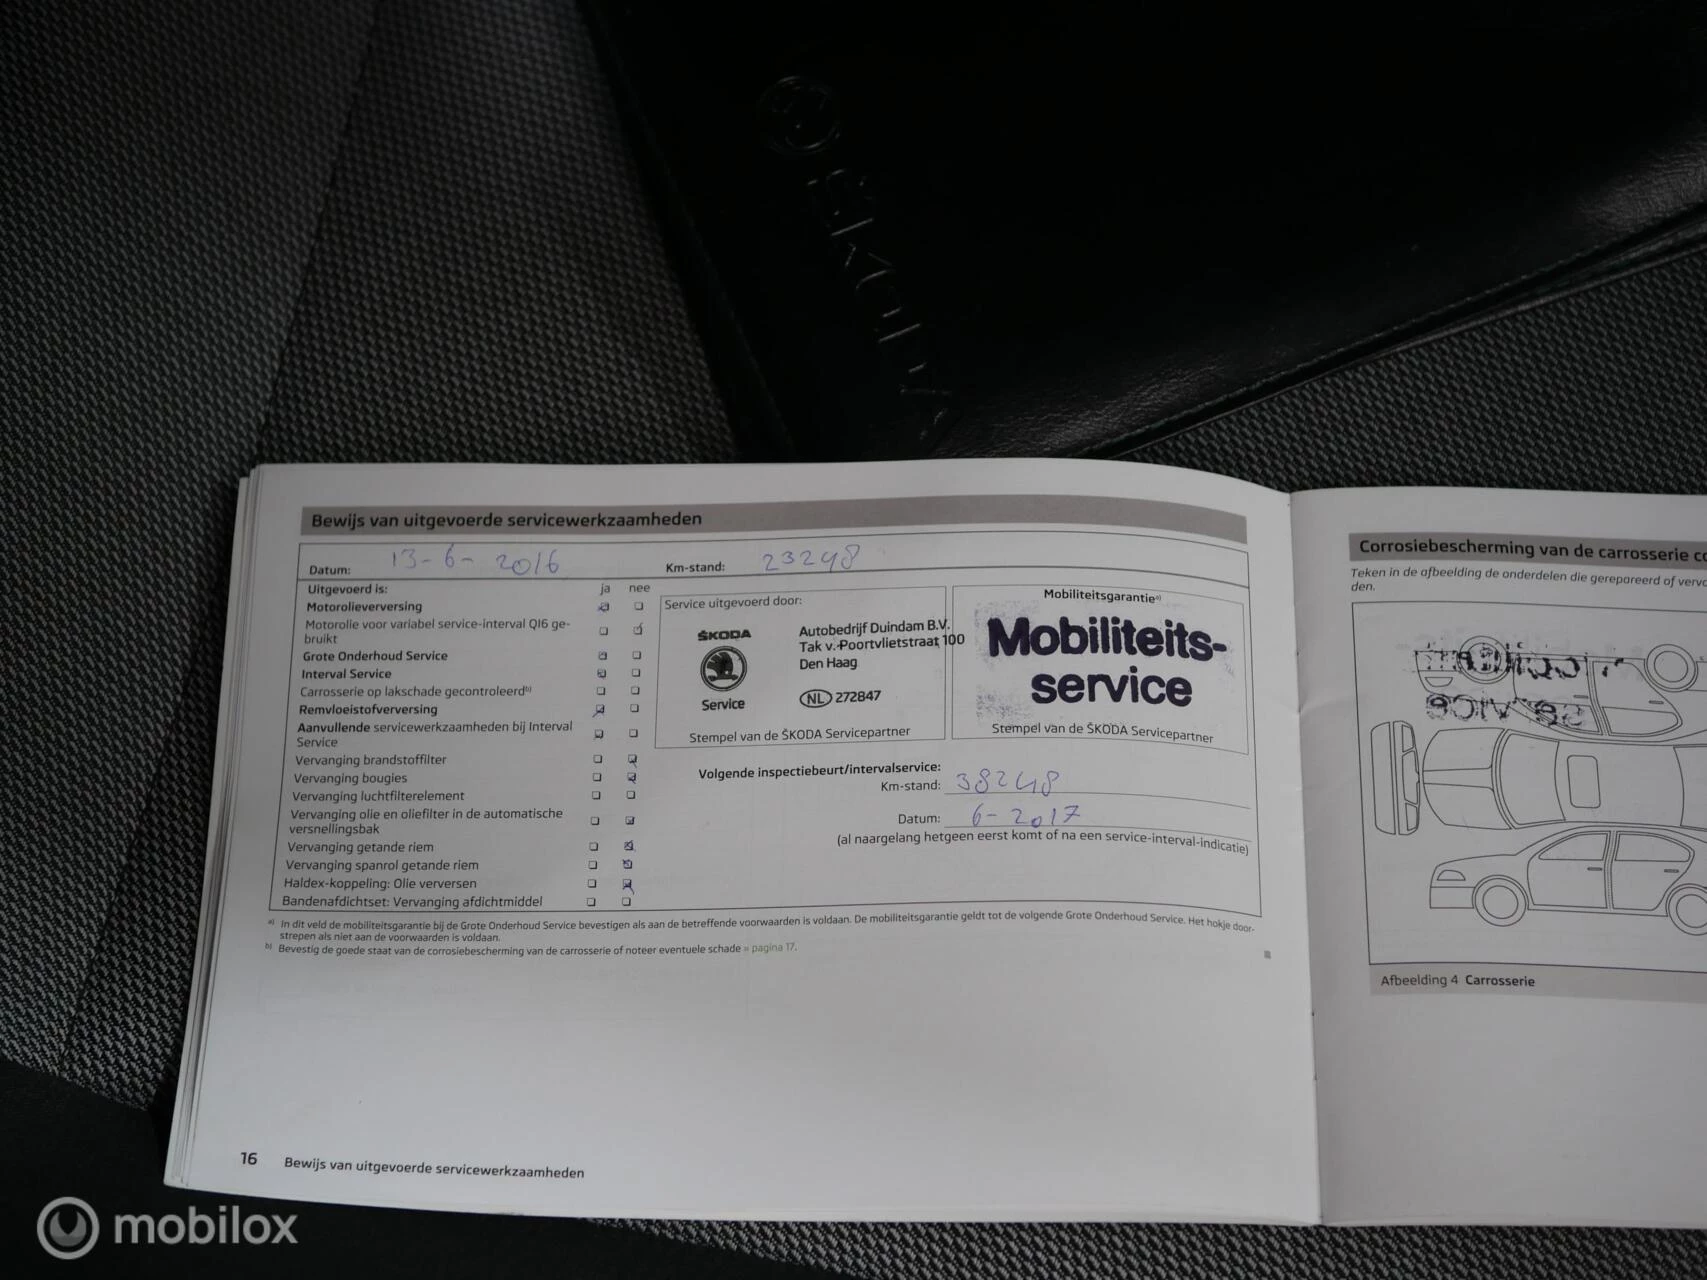 ŠKODA
Bewijs van uitgevoerde servicewerkzaamheden
Datum: 13-6-2016 Km-stand: 23248
Uitgevoerd is: ja nee
Motorolieverversing
Motorolie voor variabel service-interval QI6 ge-
bruikt
Grote Onderhoud Service
Interval Service
Carrosserie op lakschade gecontroleerd b)
Remvloeistofverversing
Aanvullende servicewerkzaamheden bij Interval
Service
Vervanging brandstoffilter
Vervanging bougies
Vervanging luchtfilterelement
Vervanging olie en oliefilter in de automatische
versnellingsbak
Vervanging getande riem
Vervanging spanrol getande riem
Haldex-koppeling: Olie verversen
Bandenafdichtset: Vervanging afdichtmiddel
Service uitgevoerd door:
ŠKODA
Service
Autobedrijf Duindam B.V.
Tak v. Poortvlietstraat 100
Den Haag
NL 272847
Stempel van de ŠKODA Servicepartner
Mobiliteitsgarantie a)
Mobiliteits-
service
Stempel van de ŠKODA Servicepartner
Volgende inspectiebeurt/intervalservice:
Km-stand: 38248
Datum: 6-2017
(al naargelang hetgeen eerst komt of na een service-interval-indicatie)
a) In dit veld de mobiliteitsgarantie bij de Grote Onderhoud Service bevestigen als aan de betreffende voorwaarden is voldaan. De mobiliteitsgarantie geldt tot de volgende Grote Onderhoud Service. Het hokje door-
strepen als niet aan de voorwaarden is voldaan.
b) Bevestig de goede staat van de corrosiebescherming van de carrosserie of noteer eventuele schade » pagina 17.
16 Bewijs van uitgevoerde servicewerkzaamheden
Corrosiebescherming van de carrosserie
Teken in de afbeelding de onderdelen die gerepareerd of
den.
Afbeelding 4 Carrosserie
mobilox